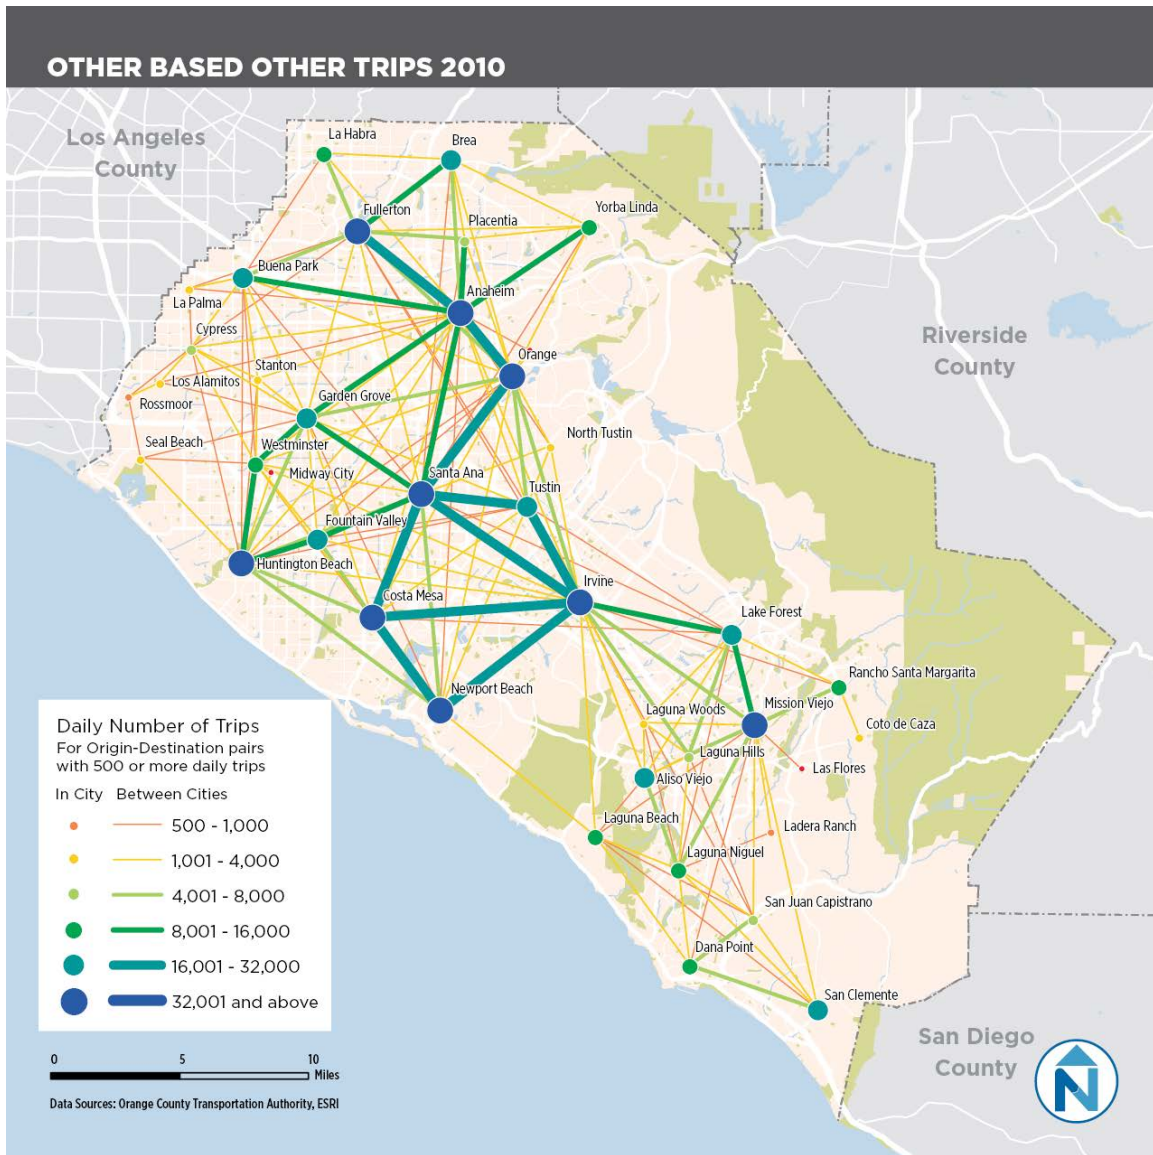 OTHER BASED OTHER TRIPS 2010
Los Angeles
County
La Habra
Brea
Fullerton
Placentia
Yorba Linda
Buena Park
Anaheim
La Palma
Cypress
Riverside
County
Orange
Stanton
Los Alamitos
Garden Grove
Rossmoor
Seal Beach
Westminster
North Tustin
Midway City
Santa Ana
Tustin
Fountain Valley
Huntington Beach
Irvine
Costa Mesa
Lake Forest
Rancho Santa Margarita
Newport Beach
Mission Viejo
Laguna Woods
Coto de Caza
Laguna Hills
Las Flores
Aliso Viejo
Laguna Beach
Ladera Ranch
Laguna Niguel
San Juan Capistrano
Dana Point
San Clemente
San Diego
County
Daily Number of Trips
For Origin-Destination pairs
with 500 or more daily trips
In City Between Cities
500 - 1,000
1,001 - 4,000
4,001 - 8,000
8,001 - 16,000
16,001 - 32,000
32,001 and above
0 5 10
Miles
Data Sources: Orange County Transportation Authority, ESRI
N